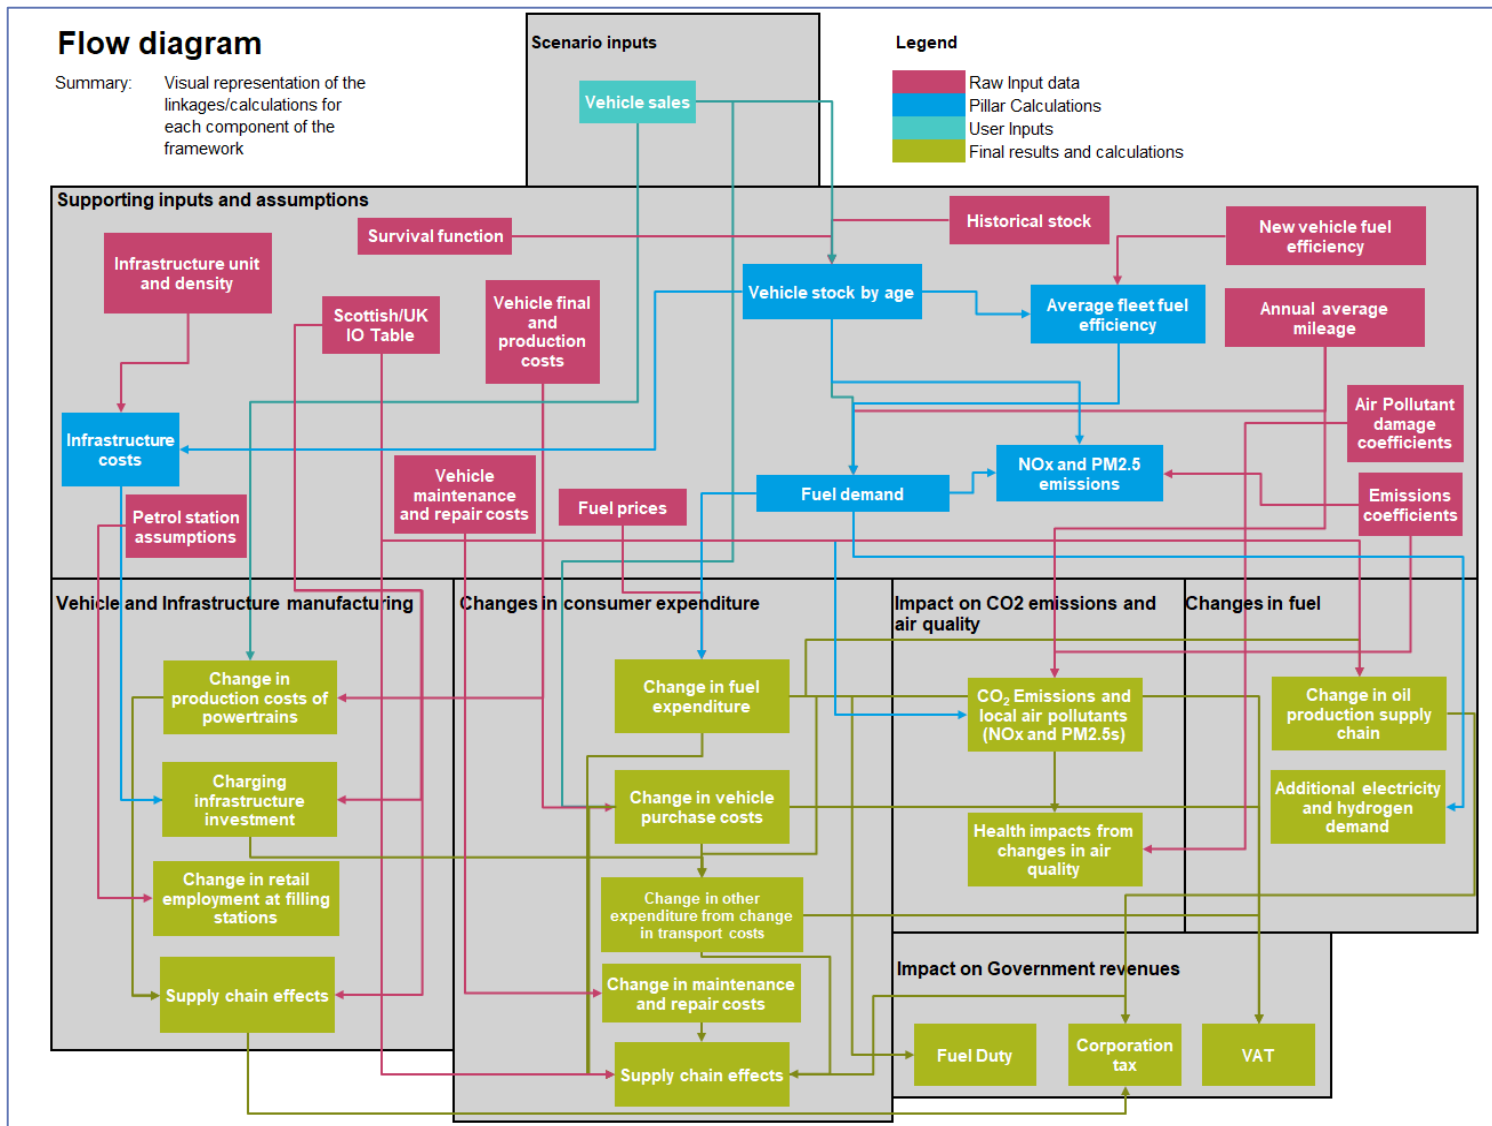 Flow diagram
Summary:
Visual representation of the
linkages/calculations for
each component of the
framework
Scenario inputs
Vehicle sales
Legend
Raw Input data
Pillar Calculations
User Inputs
Final results and calculations
Supporting inputs and assumptions
Survival function
Historical stock
New vehicle fuel
efficiency
Infrastructure unit
and density
Scottish/UK
IO Table
Vehicle final
and
production
costs
Vehicle stock by age
Average fleet fuel
efficiency
Annual average
mileage
Infrastructure
costs
Air Pollutant
damage
coefficients
Vehicle
maintenance
and repair costs
Fuel prices
Fuel demand
NOx and PM2.5
emissions
Emissions
coefficients
Petrol station
assumptions
Vehicle and Infrastructure manufacturing
Change in
production costs of
powertrains
Charging
infrastructure
investment
Change in retail
employment at filling
stations
Supply chain effects
Changes in consumer expenditure
Change in fuel
expenditure
Change in vehicle
purchase costs
Change in other
expenditure from change
in transport costs
Change in maintenance
and repair costs
Supply chain effects
Impact on CO2 emissions and
air quality
CO2 Emissions and
local air pollutants
(NOx and PM2.5s)
Health impacts from
changes in air
quality
Changes in fuel
Change in oil
production supply
chain
Additional electricity
and hydrogen
demand
Impact on Government revenues
Fuel Duty
Corporation
tax
VAT